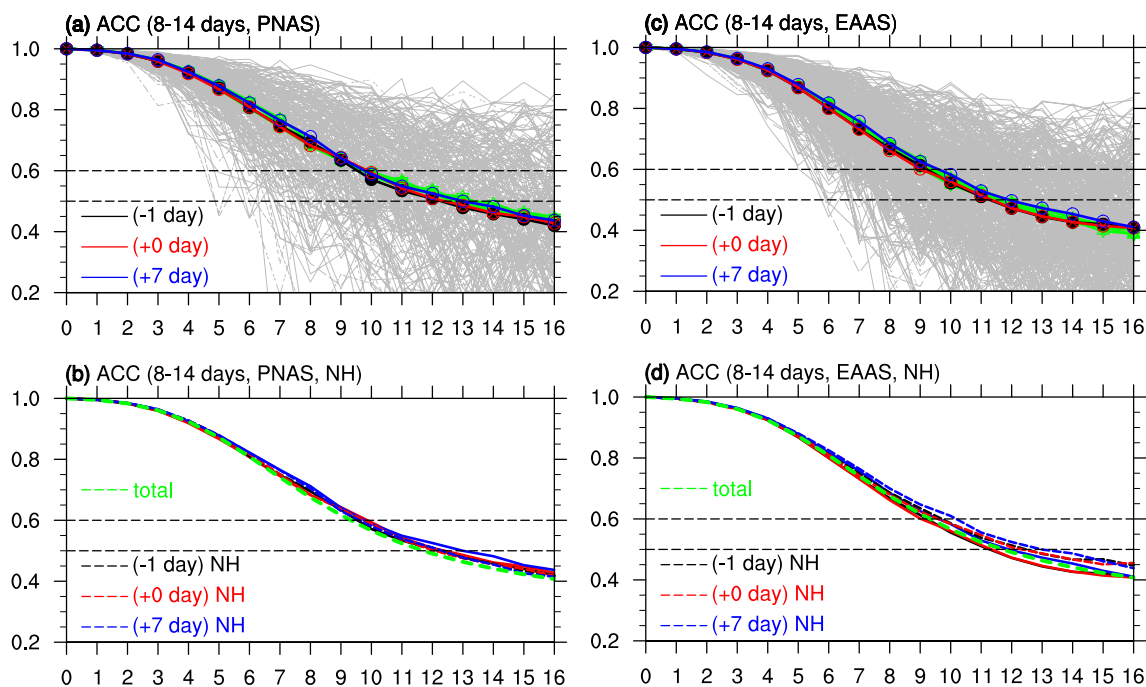 (a) ACC (8-14 days, PNAS)
1.0
0.8
0.6
0.4
0.2
(-1 day)
(+0 day)
(+7 day)
0 1 2 3 4 5 6 7 8 9 10 11 12 13 14 15 16
(c) ACC (8-14 days, EAAS)
1.0
0.8
0.6
0.4
0.2
(-1 day)
(+0 day)
(+7 day)
0 1 2 3 4 5 6 7 8 9 10 11 12 13 14 15 16
(b) ACC (8-14 days, PNAS, NH)
1.0
0.8
0.6
0.4
0.2
total
(-1 day) NH
(+0 day) NH
(+7 day) NH
0 1 2 3 4 5 6 7 8 9 10 11 12 13 14 15 16
(d) ACC (8-14 days, EAAS, NH)
1.0
0.8
0.6
0.4
0.2
total
(-1 day) NH
(+0 day) NH
(+7 day) NH
0 1 2 3 4 5 6 7 8 9 10 11 12 13 14 15 16